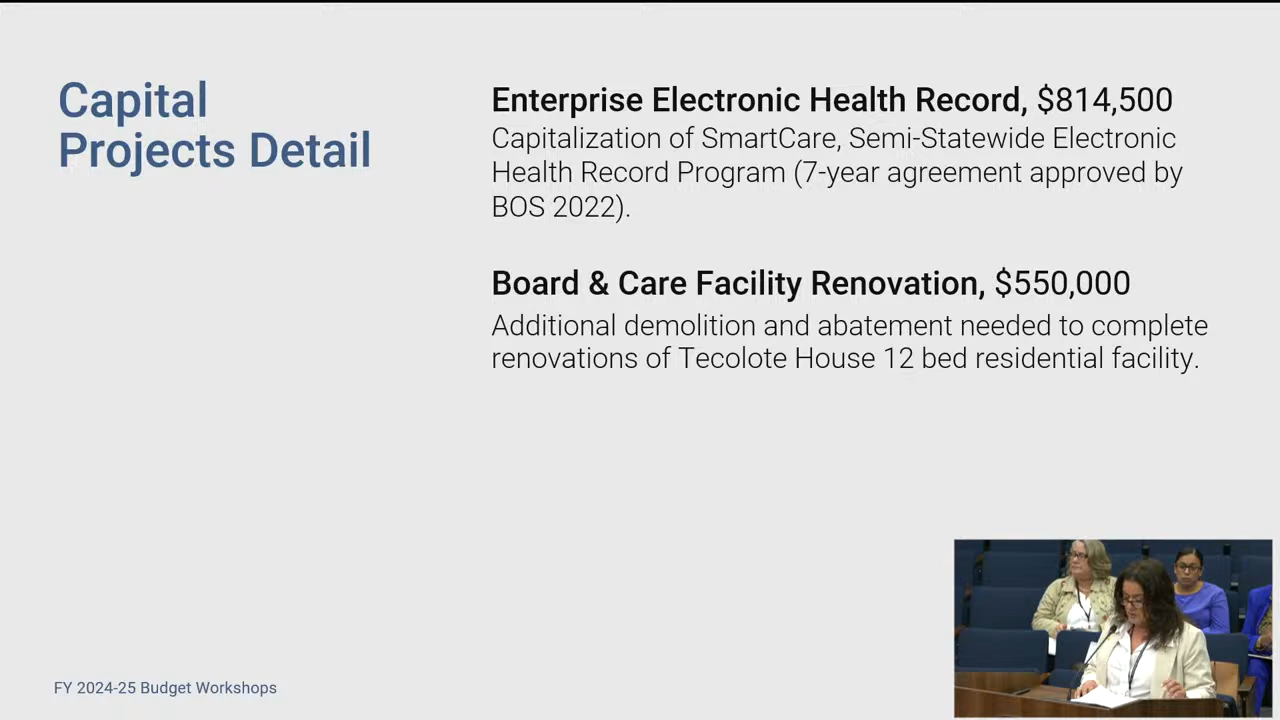 Capital
Projects Detail
Enterprise Electronic Health Record, $814,500
Capitalization of SmartCare, Semi-Statewide Electronic
Health Record Program (7-year agreement approved by
BOS 2022).
Board & Care Facility Renovation, $550,000
Additional demolition and abatement needed to complete
renovations of Tecolote House 12 bed residential facility.
FY 2024-25 Budget Workshops